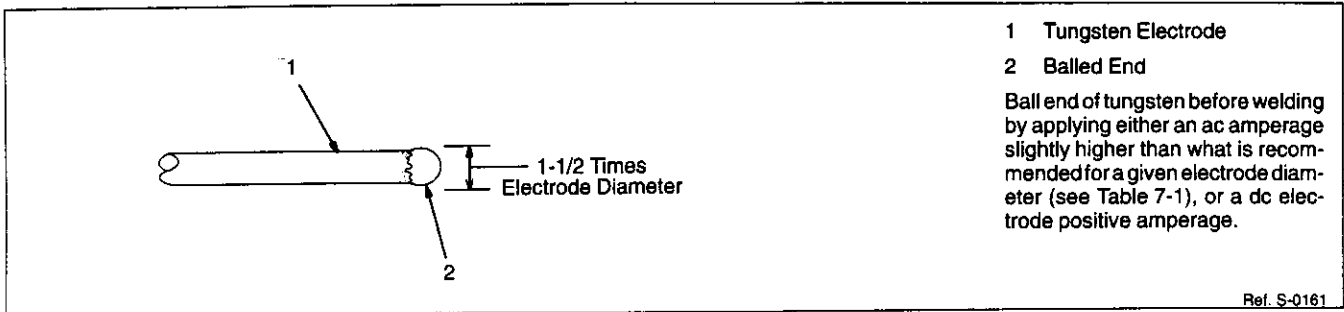 1
1-1/2 Times
Electrode Diameter
2
1 Tungsten Electrode
2 Balled End
Ball end of tungsten before welding
by applying either an ac amperage
slightly higher than what is recom-
mended for a given electrode diam-
eter (see Table 7-1), or a dc elec-
trode positive amperage.
Ref. S-0161